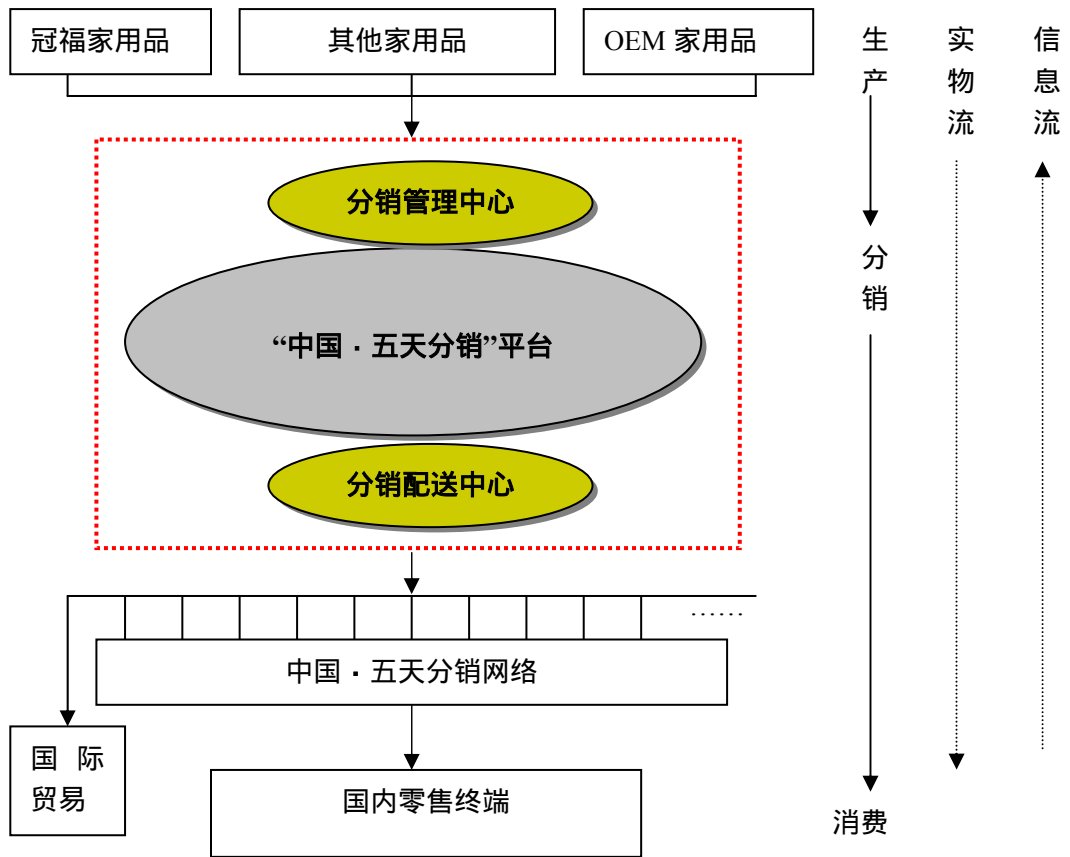 冠福家用品
其他家用品
OEM 家用品
分销管理中心
“中国·五天分销”平台
分销配送中心
……
中国·五天分销网络
国 际
贸易
国内零售终端
生
产
分
销
消费
实
物
流
信
息
流